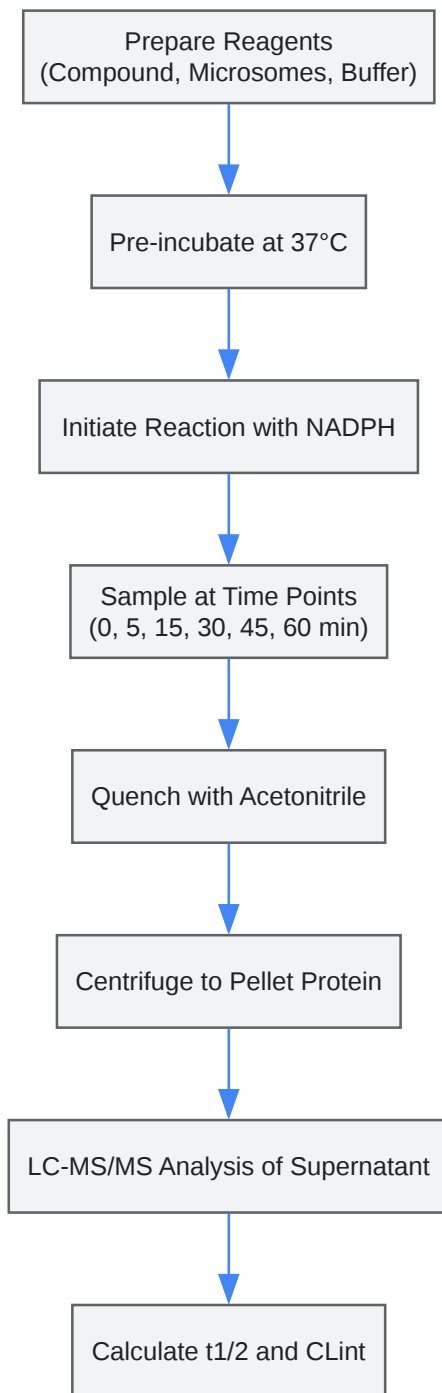 Prepare Reagents
(Compound, Microsomes, Buffer)
Pre-incubate at 37°C
Initiate Reaction with NADPH
Sample at Time Points
(0, 5, 15, 30, 45, 60 min)
Quench with Acetonitrile
Centrifuge to Pellet Protein
LC-MS/MS Analysis of Supernatant
Calculate t1/2 and CLint